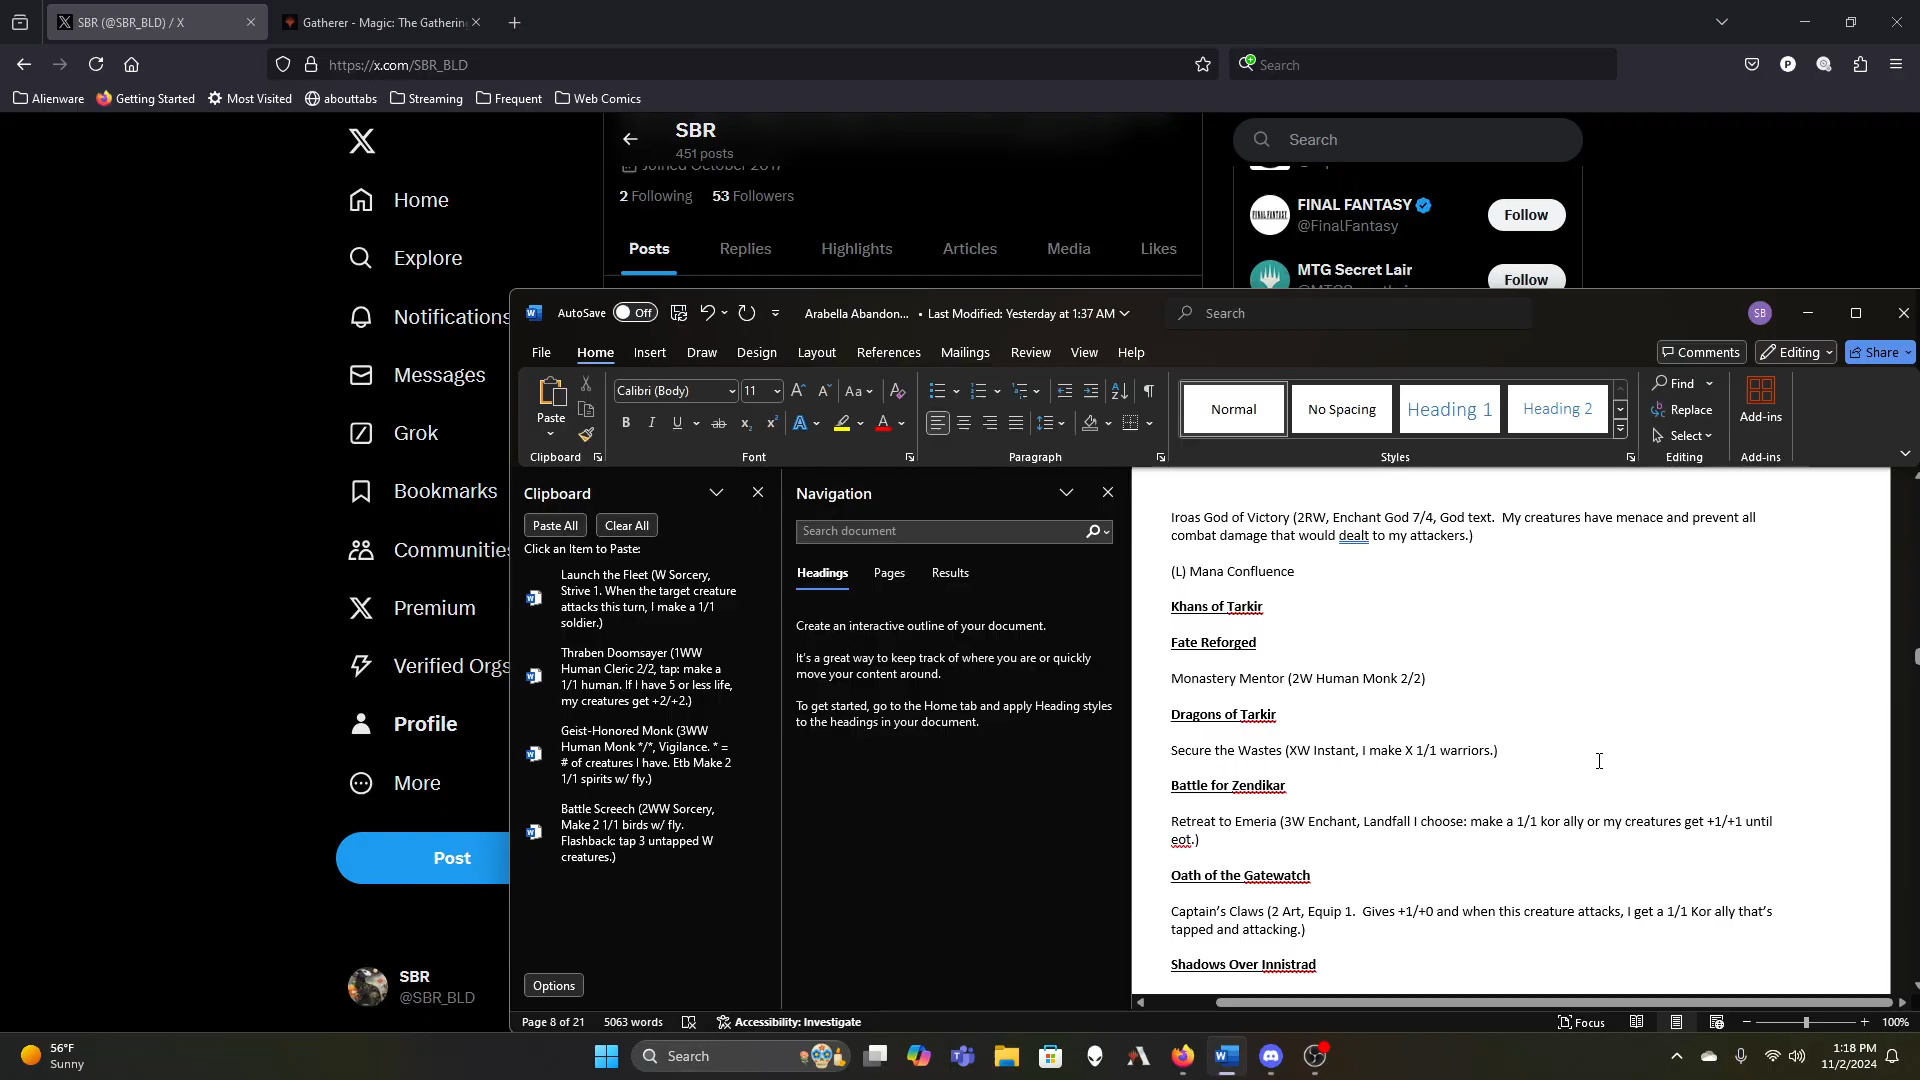 SBR (@SBR_BLD) / X
Gatherer - Magic: The Gathering
https://x.com/SBR_BLD
Search
Alienware
Getting Started
Most Visited
abouttabs
Streaming
Frequent
Web Comics
SBR
451 posts
Joined October 2017
2 Following 53 Followers
Posts
Replies
Highlights
Articles
Media
Likes
Home
Explore
Notifications
Messages
Grok
Bookmarks
Communities
Premium
Verified Orgs
Profile
More
Post
SBR
@SBR_BLD
Search
FINAL FANTASY
@FinalFantasy
Follow
MTG Secret Lair
Follow
AutoSave Off
Arabella Abandon... • Last Modified: Yesterday at 1:37 AM
Search
SB
File Home Insert Draw Design Layout References Mailings Review View Help
Comments
Editing
Share
Paste
Clipboard
Calibri (Body) 11
Aa
B I U ab x₂ x² A A
Font
Paragraph
Normal
No Spacing
Heading 1
Heading 2
Styles
Find
Replace
Select
Editing
Add-ins
Add-ins
Clipboard
Paste All
Clear All
Click an Item to Paste:
Launch the Fleet (W Sorcery,
Strive 1. When the target creature
attacks this turn, I make a 1/1
soldier.)
Thraben Doomsayer (1WW
Human Cleric 2/2, tap: make a
1/1 human. If I have 5 or less life,
my creatures get +2/+2.)
Geist-Honored Monk (3WW
Human Monk */*, Vigilance. * =
# of creatures I have. Etb Make 2
1/1 spirits w/ fly.)
Battle Screech (2WW Sorcery,
Make 2 1/1 birds w/ fly.
Flashback: tap 3 untapped W
creatures.)
Options
Navigation
Search document
Headings
Pages
Results
Create an interactive outline of your document.
It's a great way to keep track of where you are or quickly
move your content around.
To get started, go to the Home tab and apply Heading styles
to the headings in your document.
Iroas God of Victory (2RW, Enchant God 7/4, God text.  My creatures have menace and prevent all
combat damage that would dealt to my attackers.)
(L) Mana Confluence
Khans of Tarkir
Fate Reforged
Monastery Mentor (2W Human Monk 2/2)
Dragons of Tarkir
Secure the Wastes (XW Instant, I make X 1/1 warriors.)
Battle for Zendikar
Retreat to Emeria (3W Enchant, Landfall I choose: make a 1/1 kor ally or my creatures get +1/+1 until
eot.)
Oath of the Gatewatch
Captain's Claws (2 Art, Equip 1.  Gives +1/+0 and when this creature attacks, I get a 1/1 Kor ally that's
tapped and attacking.)
Shadows Over Innistrad
Page 8 of 21
5063 words
Accessibility: Investigate
Focus
100%
56°F
Sunny
Search
1:18 PM
11/2/2024